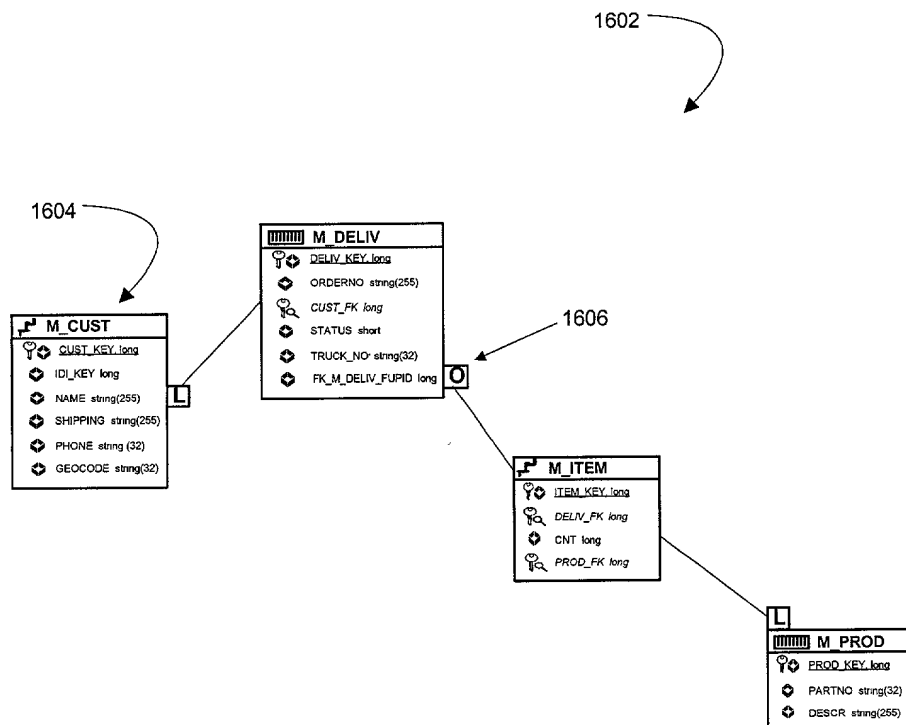 1602
1604
M_DELIV
DELIV_KEY, long
ORDERNO string(255)
CUST_FK long
STATUS short
TRUCK_NO string(32)
FK_M_DELIV_FUPID long
1606
O
M_CUST
CUST_KEY, long
IDI_KEY long
NAME string(255)
SHIPPING string(255)
PHONE string (32)
GEOCODE string(32)
L
M_ITEM
ITEM_KEY, long
DELIV_FK long
CNT long
PROD_FK long
L
M_PROD
PROD_KEY, long
PARTNO string(32)
DESCR string(255)